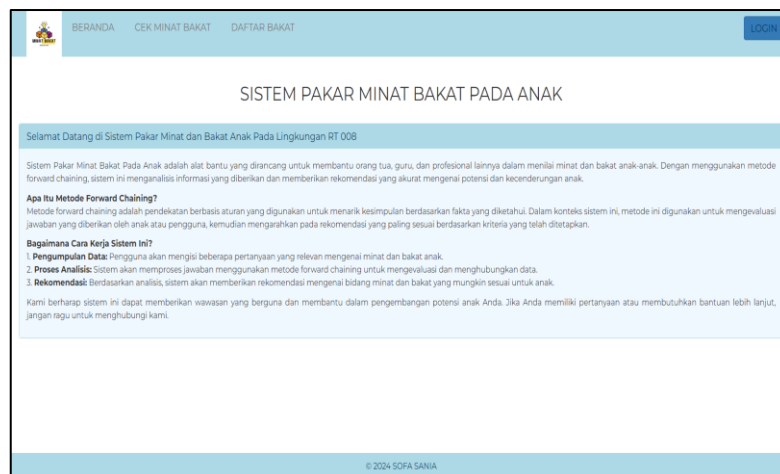 MINAT BAKAT
BERANDA CEK MINAT BAKAT DAFTAR BAKAT LOGIN
SISTEM PAKAR MINAT BAKAT PADA ANAK
Selamat Datang di Sistem Pakar Minat dan Bakat Anak Pada Lingkungan RT 008
Sistem Pakar Minat Bakat Pada Anak adalah alat bantu yang dirancang untuk membantu orang tua, guru, dan profesional lainnya dalam menilai minat dan bakat anak-anak. Dengan menggunakan metode
forward chaining, sistem ini menganalisis informasi yang diberikan dan memberikan rekomendasi yang akurat mengenai potensi dan kecenderungan anak.
Apa Itu Metode Forward Chaining?
Metode forward chaining adalah pendekatan berbasis aturan yang digunakan untuk menarik kesimpulan berdasarkan fakta yang diketahui. Dalam konteks sistem ini, metode ini digunakan untuk mengevaluasi
jawaban yang diberikan oleh anak atau pengguna, kemudian mengarahkan pada rekomendasi yang paling sesuai berdasarkan kriteria yang telah ditetapkan.
Bagaimana Cara Kerja Sistem Ini?
1. Pengumpulan Data: Pengguna akan mengisi beberapa pertanyaan yang relevan mengenai minat dan bakat anak.
2. Proses Analisis: Sistem akan memproses jawaban menggunakan metode forward chaining untuk mengevaluasi dan menghubungkan data.
3. Rekomendasi: Berdasarkan analisis, sistem akan memberikan rekomendasi mengenai bidang minat dan bakat yang mungkin sesuai untuk anak.
Kami berharap sistem ini dapat memberikan wawasan yang berguna dan membantu dalam pengembangan potensi anak Anda. Jika Anda memiliki pertanyaan atau membutuhkan bantuan lebih lanjut,
jangan ragu untuk menghubungi kami.
© 2024 SOFA SANIA